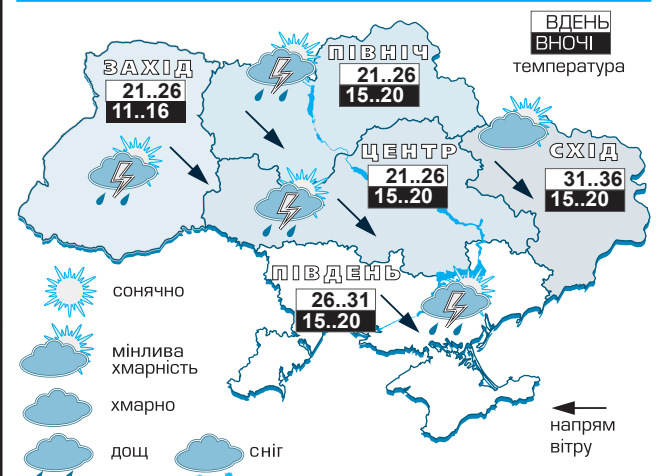 ВДЕНЬ
ВНОЧІ
температура
ЗАХІД
21..26
11..16
ПІВНІЧ
21..26
15..20
ЦЕНТР
21..26
15..20
СХІД
31..36
15..20
ПІВДЕНЬ
26..31
15..20
сонячно
мінлива
хмарність
хмарно
дощ
сніг
напрям
вітру